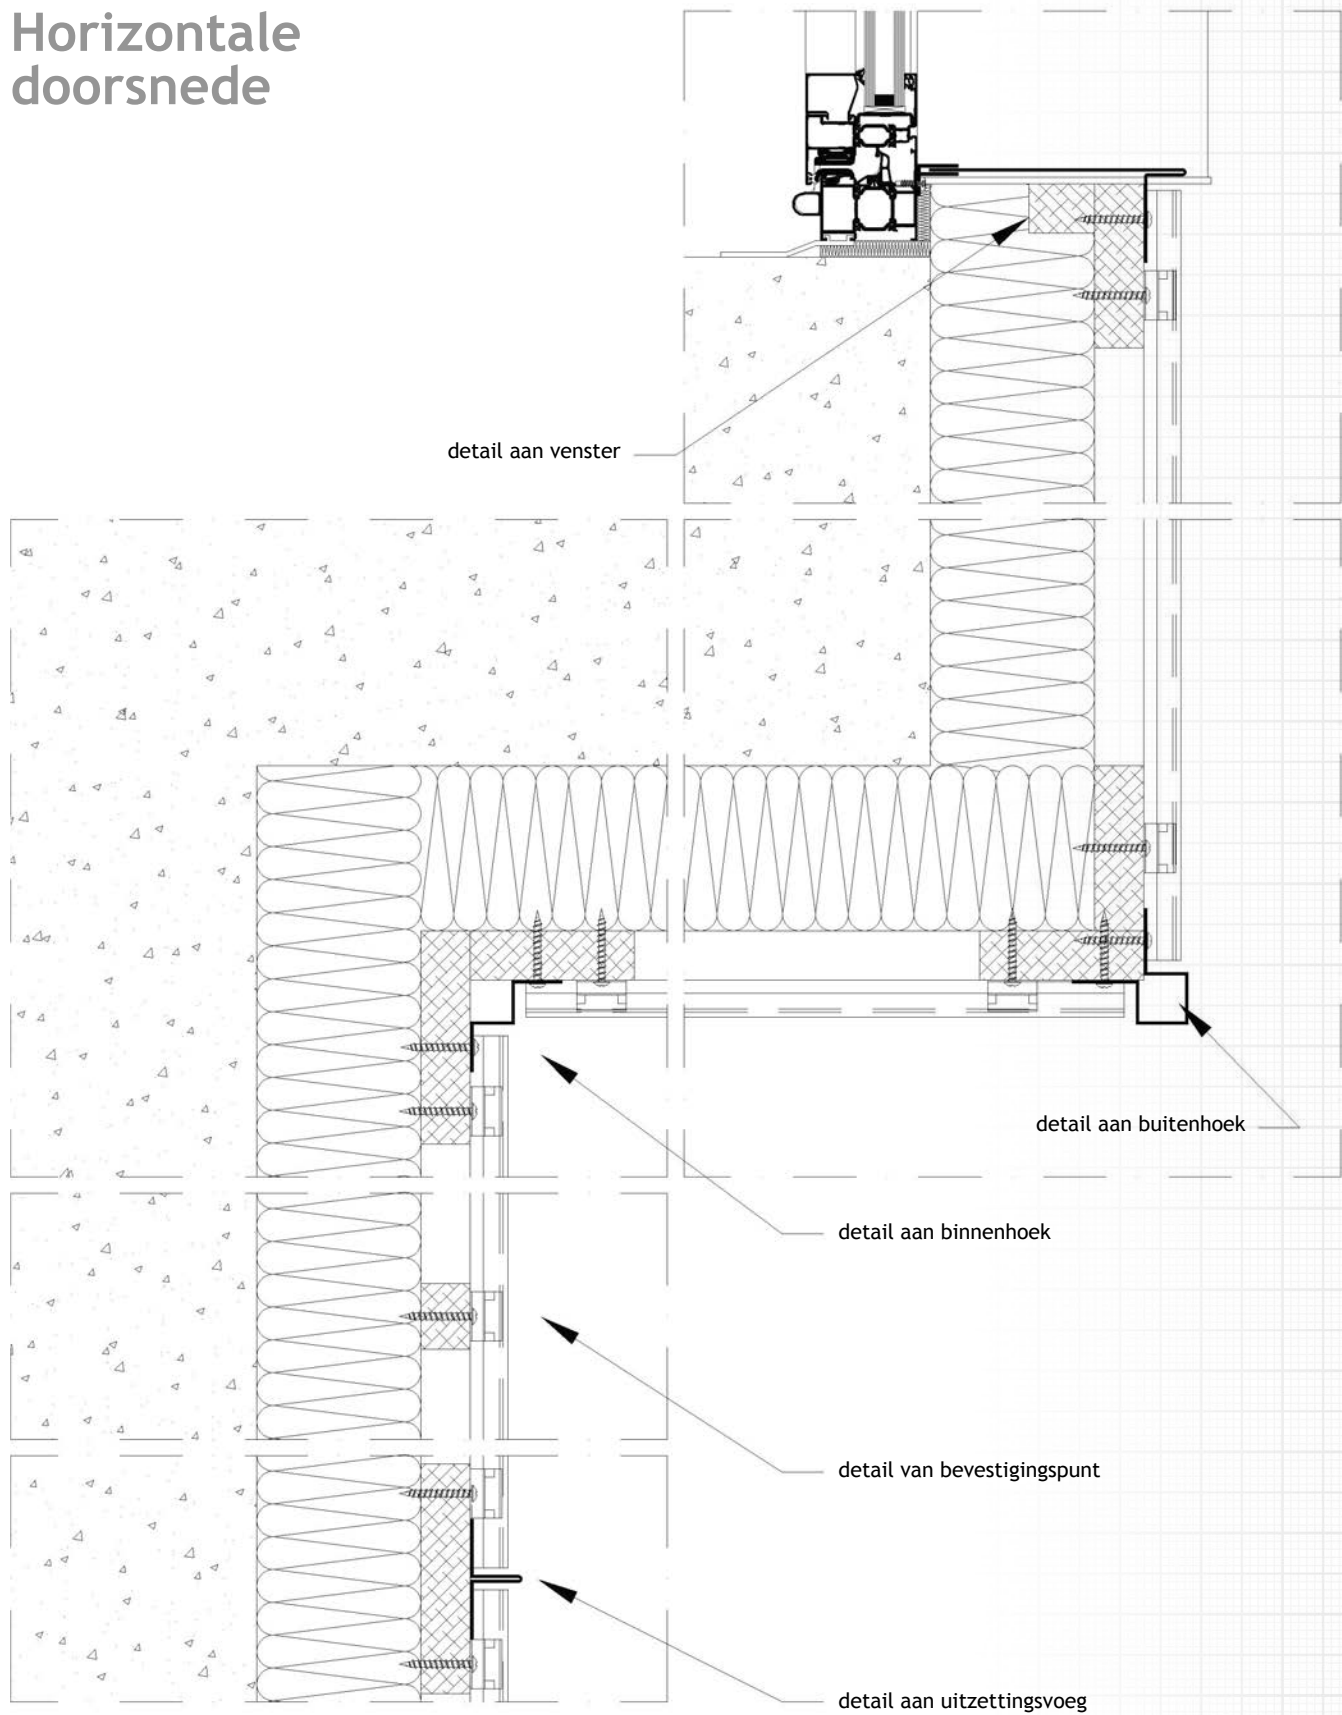 Horizontale
doorsnede
detail aan venster
detail aan buitenhoek
detail aan binnenhoek
detail van bevestigingspunt
detail aan uitzettingsvoeg